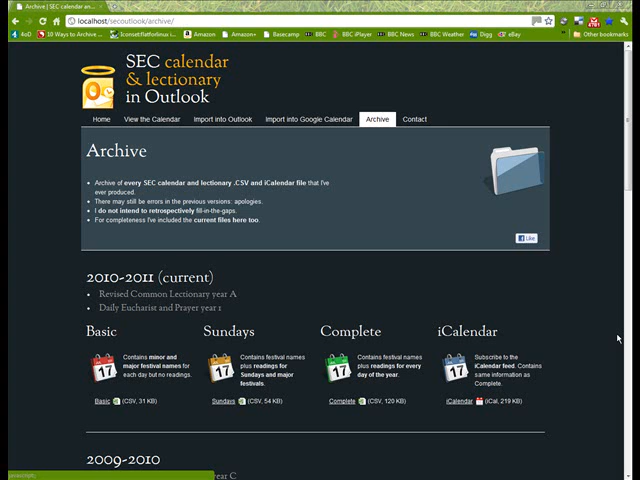 Archive | SEC calendar an...
localhost/secoutlook/archive/
4oD
10 Ways to Archive ...
Amazon
Amazon+
Basecamp
BBC
BBC iPlayer
BBC News
BBC Weather
Digg
eBay
Other bookmarks
SEC calendar
& lectionary
in Outlook
Home
View the Calendar
Import into Outlook
Import into Google Calendar
Archive
Contact
Archive
Archive of every SEC calendar and lectionary .CSV and iCalendar file that I've
ever produced.
There may still be errors in the previous versions: apologies.
I do not intend to retrospectively fill-in-the-gaps.
For completeness I've included the current files here too.
Like
2010-2011 (current)
Revised Common Lectionary year A
Daily Eucharist and Prayer year 1
Basic
17
Contains minor and
major festival names for
each day but no readings.
Basic (CSV, 31 KB)
Sundays
17
Contains festival names
plus readings for
Sundays and major
festivals.
Sundays (CSV, 54 KB)
Complete
17
Contains festival names
plus readings for every
day of the year.
Complete (CSV, 120 KB)
iCalendar
17
Subscribe to the
iCalendar feed. Contains
same information as
Complete.
iCalendar (iCal, 219 KB)
2009-2010
year C